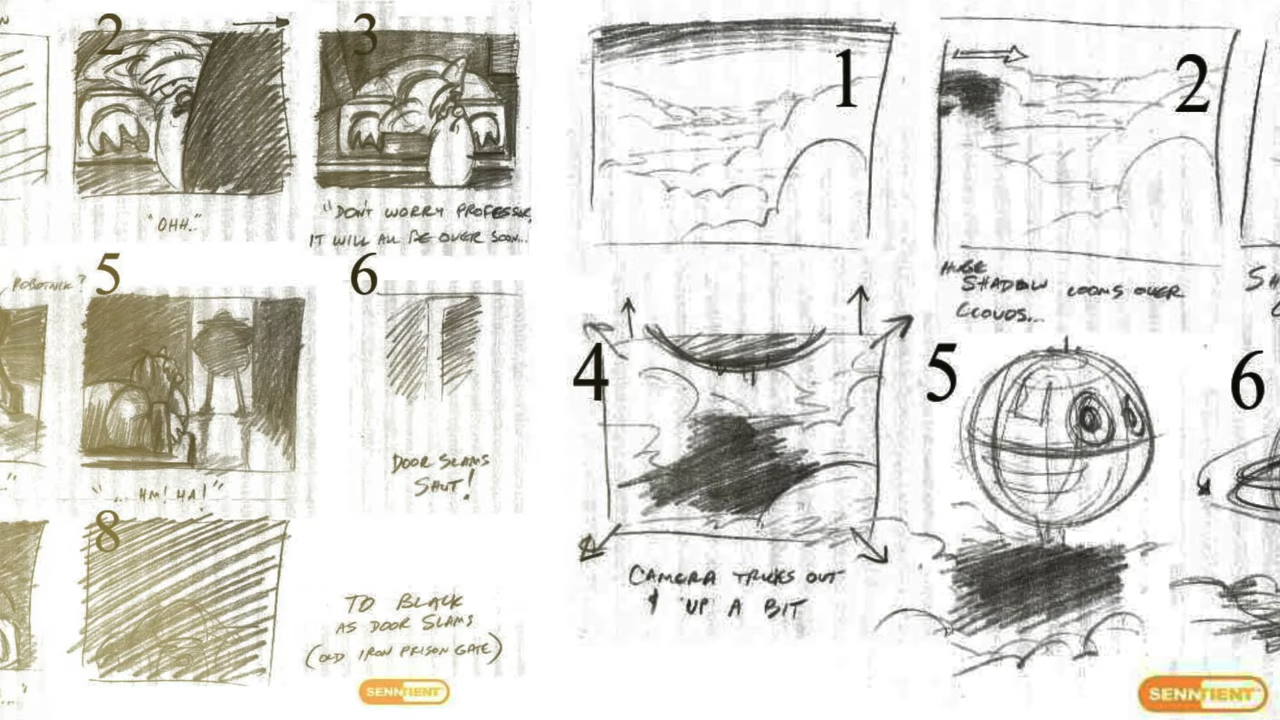 2
3
"OHH."
"DON'T WORRY PROFESSOR,
IT WILL ALL BE OVER SOON...
ROBOTNIK?
5
6
"... HM! HA!"
DOOR SLAMS
SHUT!
8
TO BLACK
AS DOOR SLAMS
(OLD IRON PRISON GATE)
SENNTIENT
1
2
HUGE
SHADOW LOOMS OVER
CLOUDS...
4
CAMERA TRUCKS OUT
& UP A BIT
5
6
SENNTIENT